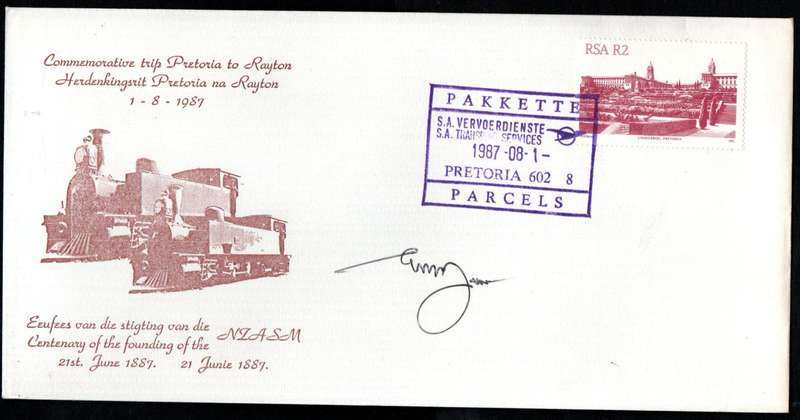 Commemorative trip Pretoria to Rayton
Herdenkingsrit Pretoria na Rayton
1 - 8 - 1987
RSA R2
PAKKETTE
S.A. VERVOERDIENSTE
S.A. TRANSPORT SERVICES
1987 -08- 1 -
PRETORIA 602 8
PARCELS
Eeufees van die stigting van die
Centenary of the founding of the
NZASM
21st. June 1887. 21 Junie 1887.